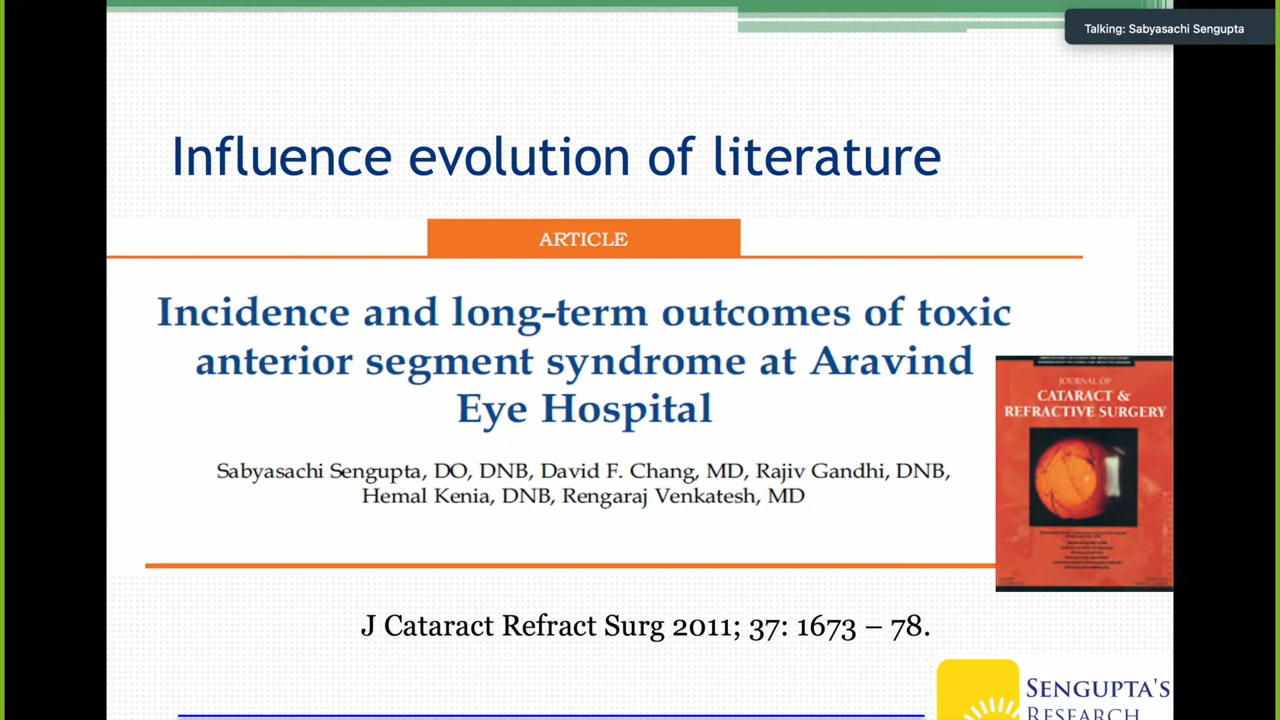 Talking: Sabyasachi Sengupta
Influence evolution of literature
ARTICLE
Incidence and long-term outcomes of toxic
anterior segment syndrome at Aravind
Eye Hospital
Sabyasachi Sengupta, DO, DNB, David F. Chang, MD, Rajiv Gandhi, DNB,
Hemal Kenia, DNB, Rengaraj Venkatesh, MD
JOURNAL OF
CATARACT &
REFRACTIVE SURGERY
J Cataract Refract Surg 2011; 37: 1673 – 78.
SENGUPTA'S
RESEARCH